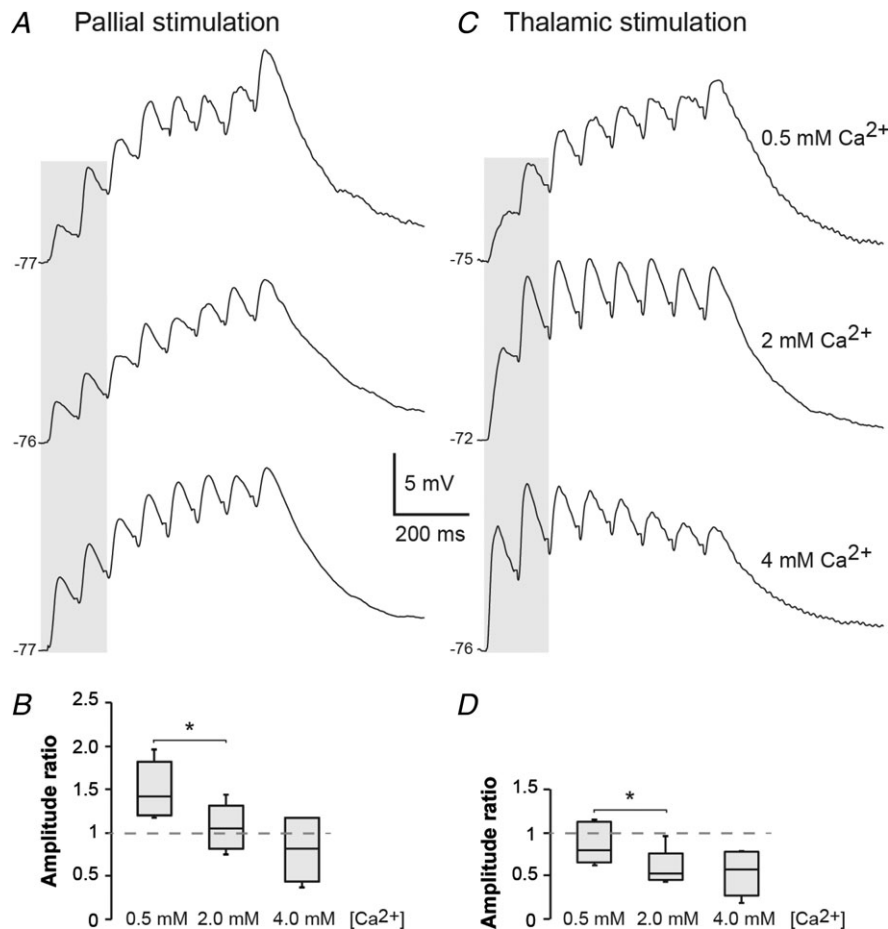 A Pallial stimulation
C Thalamic stimulation
0.5 mM Ca2+
-77
-75
2 mM Ca2+
-76
-72
5 mV
200 ms
4 mM Ca2+
-77
-76
B
Amplitude ratio
2.5
2.0
1.5
1
0.5
0
*
0.5 mM 2.0 mM 4.0 mM [Ca2+]
D
Amplitude ratio
1
0.5
0
*
0.5 mM 2.0 mM 4.0 mM [Ca2+]